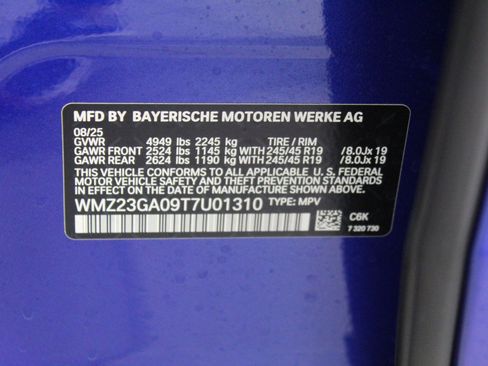 MFD BY BAYERISCHE MOTOREN WERKE AG
08/25
GVWR 4949 lbs 2245 kg TIRE / RIM
GAWR FRONT 2524 lbs 1145 kg WITH 245/45 R19 /8.0Jx 19
GAWR REAR 2624 lbs 1190 kg WITH 245/45 R19 /8.0Jx 19
THIS VEHICLE CONFORMS TO ALL APPLICABLE U. S. FEDERAL
MOTOR VEHICLE SAFETY AND THEFT PREVENTION STANDARDS
IN EFFECT ON THE DATE OF MANUFACTURE SHOWN ABOVE.
WMZ23GA09T7U01310 TYPE: MPV
C6K
7 320 730